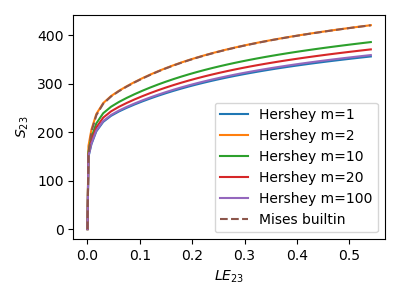 400
300
200
100
0
S23
0.0 0.1 0.2 0.3 0.4 0.5
LE23
Hershey m=1
Hershey m=2
Hershey m=10
Hershey m=20
Hershey m=100
Mises builtin